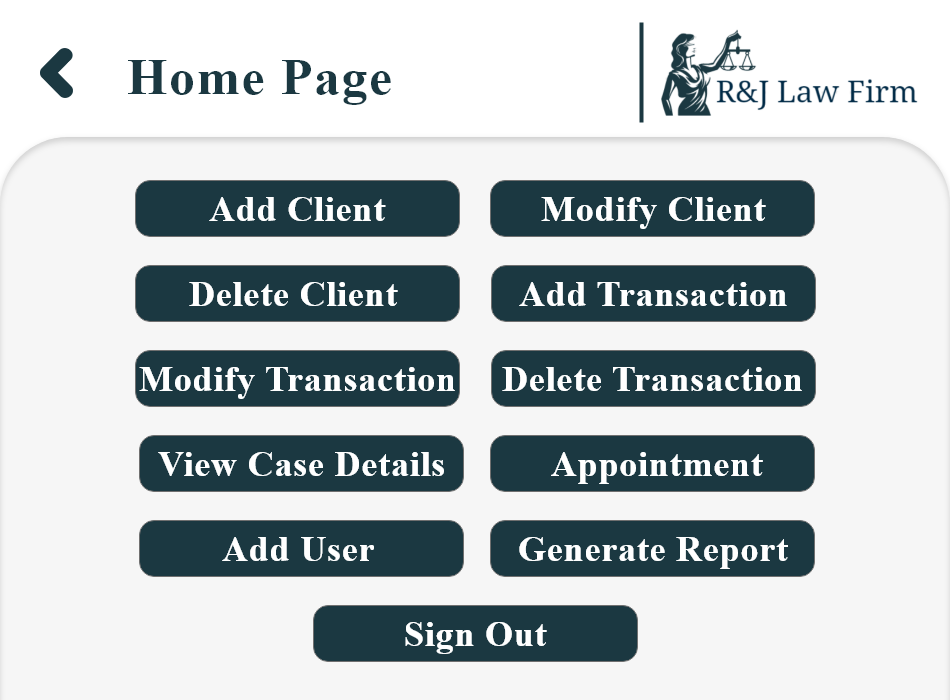 Home Page
R&J Law Firm
Add Client
Modify Client
Delete Client
Add Transaction
Modify Transaction
Delete Transaction
View Case Details
Appointment
Add User
Generate Report
Sign Out